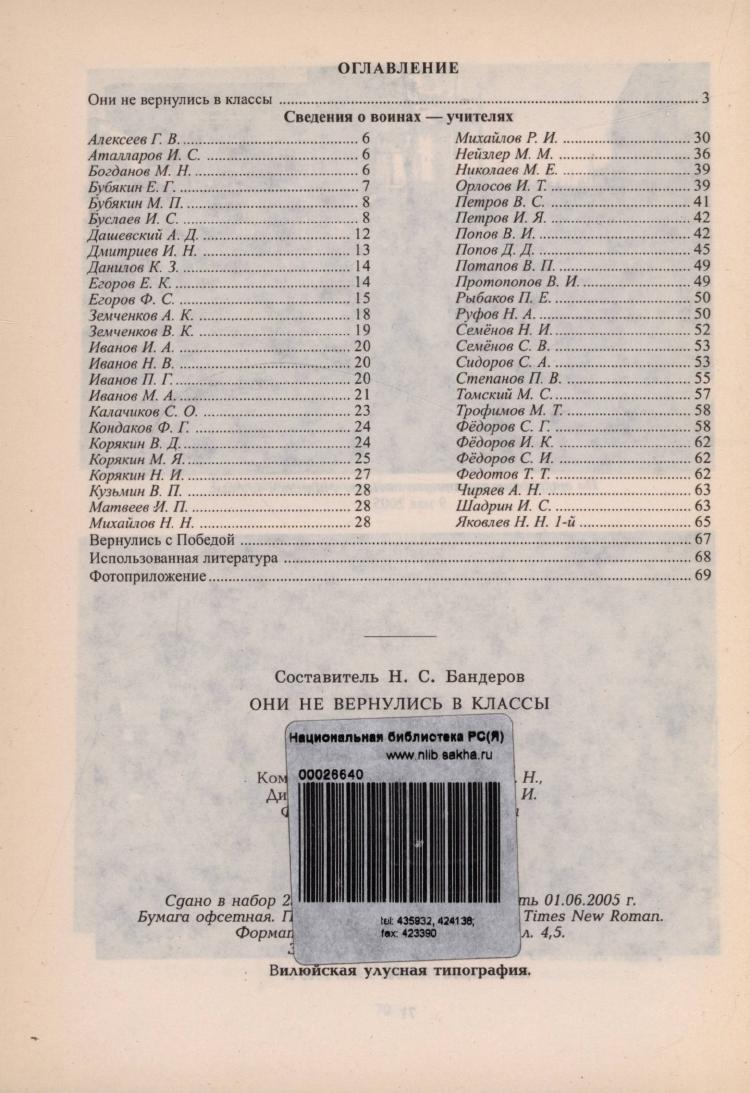 ОГЛАВЛЕНИЕ
Они не вернулись в классы ... 3
Сведения о воинах — учителях
Алексеев Г. В. ... 6
Аталларов И. С. ... 6
Богданов М. Н. ... 6
Бубякин Е. Г. ... 7
Бубякин М. П. ... 8
Буслаев И. С. ... 8
Дашевский А. Д. ... 12
Дмитриев И. Н. ... 13
Данилов К. З. ... 14
Егоров Е. К. ... 14
Егоров Ф. С. ... 15
Земченков А. К. ... 18
Земченков В. К. ... 19
Иванов И. А. ... 20
Иванов Н. В. ... 20
Иванов П. Г. ... 20
Иванов М. А. ... 21
Калачиков С. О. ... 23
Кондаков Ф. Г. ... 24
Корякин В. Д. ... 24
Корякин М. Я. ... 25
Корякин Н. И. ... 27
Кузьмин В. П. ... 28
Матвеев И. П. ... 28
Михайлов Н. Н. ... 28
Михайлов Р. И. ... 30
Нейзлер М. М. ... 36
Николаев М. Е. ... 39
Орлосов И. Т. ... 39
Петров В. С. ... 41
Петров И. Я. ... 42
Попов В. И. ... 42
Попов Д. Д. ... 45
Потапов В. П. ... 49
Протопопов В. И. ... 49
Рыбаков П. Е. ... 50
Руфов Н. А. ... 50
Семёнов Н. И. ... 52
Семёнов С. В. ... 53
Сидоров С. А. ... 53
Степанов П. В. ... 55
Томский М. С. ... 57
Трофимов М. Т. ... 58
Фёдоров С. Г. ... 58
Фёдоров И. К. ... 62
Фёдоров С. И. ... 62
Федотов Т. Т. ... 62
Чиряев А. Н. ... 63
Шадрин И. С. ... 63
Яковлев Н. Н. 1-й ... 65
Вернулись с Победой ... 67
Использованная литература ... 68
Фотоприложение ... 69
Составитель Н. С. Бандеров
ОНИ НЕ ВЕРНУЛИСЬ В КЛАССЫ
Национальная библиотека РС(Я)
www.nlib.sakha.ru
00026640
Ком Н.,
Ди И.
Сдано в набор 2 ть 01.06.2005 г.
Бумага офсетная. П Times New Roman.
Формат л. 4,5.
tel: 435932, 424136;
fax: 423390
Вилюйская улусная типография.